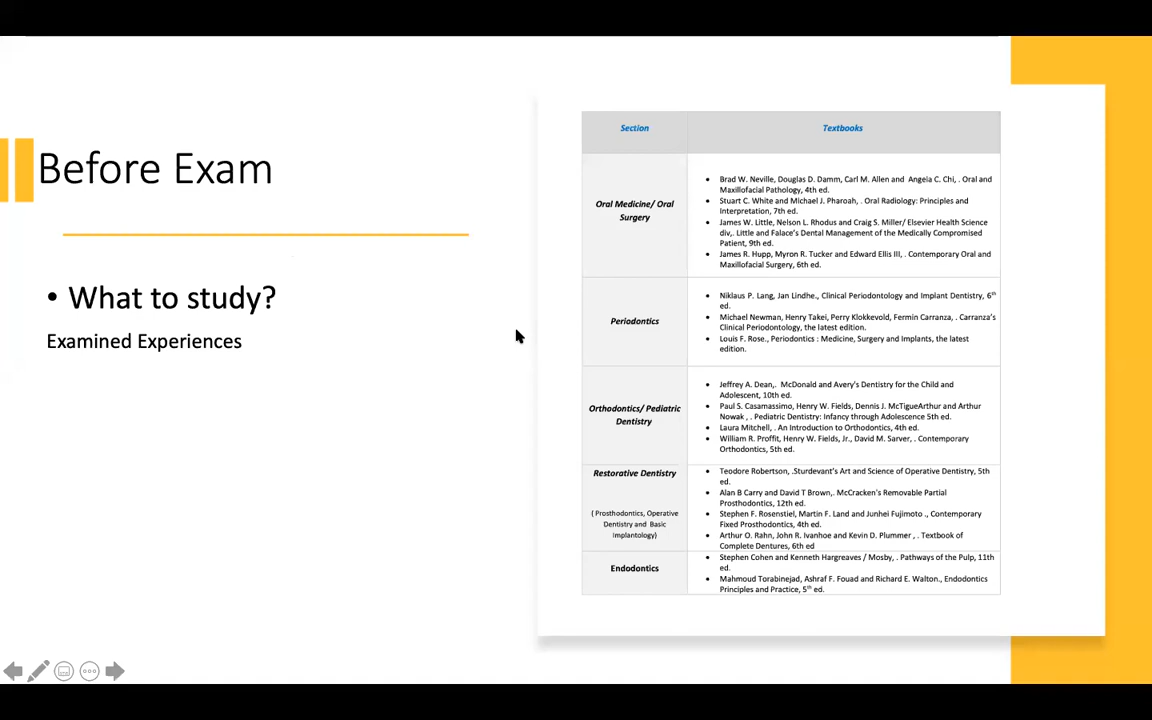 Before Exam
• What to study?
Examined Experiences
Section
Textbooks
Oral Medicine/ Oral
Surgery
• Brad W. Neville, Douglas D. Damm, Carl M. Allen and Angela C. Chi, . Oral and
Maxillofacial Pathology, 4th ed.
• Stuart C. White and Michael J. Pharoah, . Oral Radiology: Principles and
Interpretation, 7th ed.
• James W. Little, Nelson L. Rhodus and Craig S. Miller/ Elsevier Health Science
div,. Little and Falace's Dental Management of the Medically Compromised
Patient, 9th ed.
• James R. Hupp, Myron R. Tucker and Edward Ellis III, . Contemporary Oral and
Maxillofacial Surgery, 6th ed.
Periodontics
• Niklaus P. Lang, Jan Lindhe., Clinical Periodontology and Implant Dentistry, 6th
ed.
• Michael Newman, Henry Takei, Perry Klokkevold, Fermin Carranza, . Carranza's
Clinical Periodontology, the latest edition.
• Louis F. Rose., Periodontics : Medicine, Surgery and Implants, the latest
edition.
Orthodontics/ Pediatric
Dentistry
• Jeffrey A. Dean,. McDonald and Avery's Dentistry for the Child and
Adolescent, 10th ed.
• Paul S. Casamassimo, Henry W. Fields, Dennis J. McTigueArthur and Arthur
Nowak , . Pediatric Dentistry: Infancy through Adolescence 5th ed.
• Laura Mitchell, . An Introduction to Orthodontics, 4th ed.
• William R. Proffit, Henry W. Fields, Jr., David M. Sarver, . Contemporary
Orthodontics, 5th ed.
Restorative Dentistry
( Prosthodontics, Operative
Dentistry and Basic
Implantology)
• Teodore Robertson, .Sturdevant's Art and Science of Operative Dentistry, 5th
ed.
• Alan B Carry and David T Brown,. McCracken's Removable Partial
Prosthodontics, 12th ed.
• Stephen F. Rosenstiel, Martin F. Land and Junhei Fujimoto ., Contemporary
Fixed Prosthodontics, 4th ed.
• Arthur O. Rahn, John R. Ivanhoe and Kevin D. Plummer , . Textbook of
Complete Dentures, 6th ed
Endodontics
• Stephen Cohen and Kenneth Hargreaves / Mosby, . Pathways of the Pulp, 11th
ed.
• Mahmoud Torabinejad, Ashraf F. Fouad and Richard E. Walton., Endodontics
Principles and Practice, 5th ed.